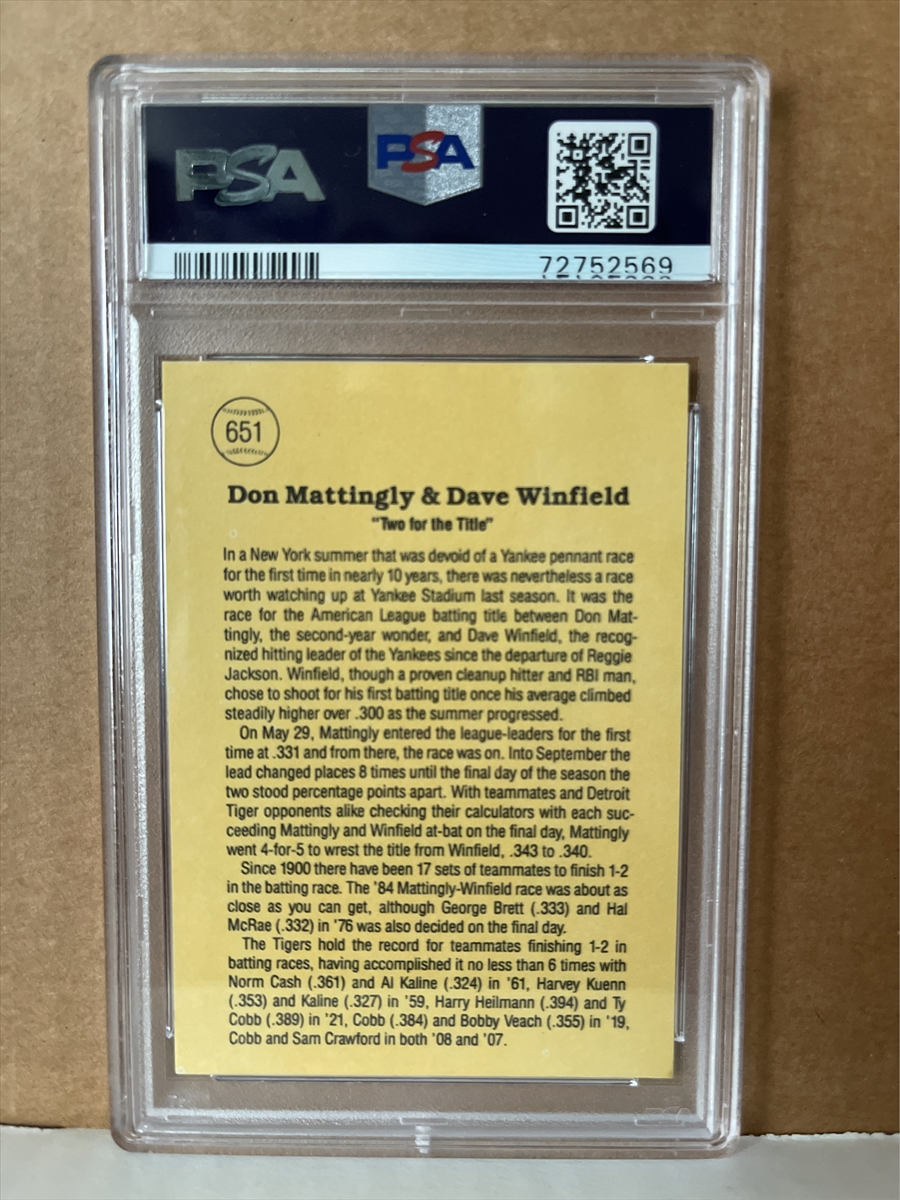 PSA PSA
72752569
651
Don Mattingly & Dave Winfield
"Two for the Title"
In a New York summer that was devoid of a Yankee pennant race
for the first time in nearly 10 years, there was nevertheless a race
worth watching up at Yankee Stadium last season. It was the
race for the American League batting title between Don Mat-
tingly, the second-year wonder, and Dave Winfield, the recog-
nized hitting leader of the Yankees since the departure of Reggie
Jackson. Winfield, though a proven cleanup hitter and RBI man,
chose to shoot for his first batting title once his average climbed
steadily higher over .300 as the summer progressed.
On May 29, Mattingly entered the league-leaders for the first
time at .331 and from there, the race was on. Into September the
lead changed places 8 times until the final day of the season the
two stood percentage points apart. With teammates and Detroit
Tiger opponents alike checking their calculators with each suc-
ceeding Mattingly and Winfield at-bat on the final day, Mattingly
went 4-for-5 to wrest the title from Winfield, .343 to .340.
Since 1900 there have been 17 sets of teammates to finish 1-2
in the batting race. The '84 Mattingly-Winfield race was about as
close as you can get, although George Brett (.333) and Hal
McRae (.332) in '76 was also decided on the final day.
The Tigers hold the record for teammates finishing 1-2 in
batting races, having accomplished it no less than 6 times with
Norm Cash (.361) and Al Kaline (.324) in '61, Harvey Kuenn
(.353) and Kaline (.327) in '59, Harry Heilmann (.394) and Ty
Cobb (.389) in '21, Cobb (.384) and Bobby Veach (.355) in '19,
Cobb and Sam Crawford in both '08 and '07.
PSA